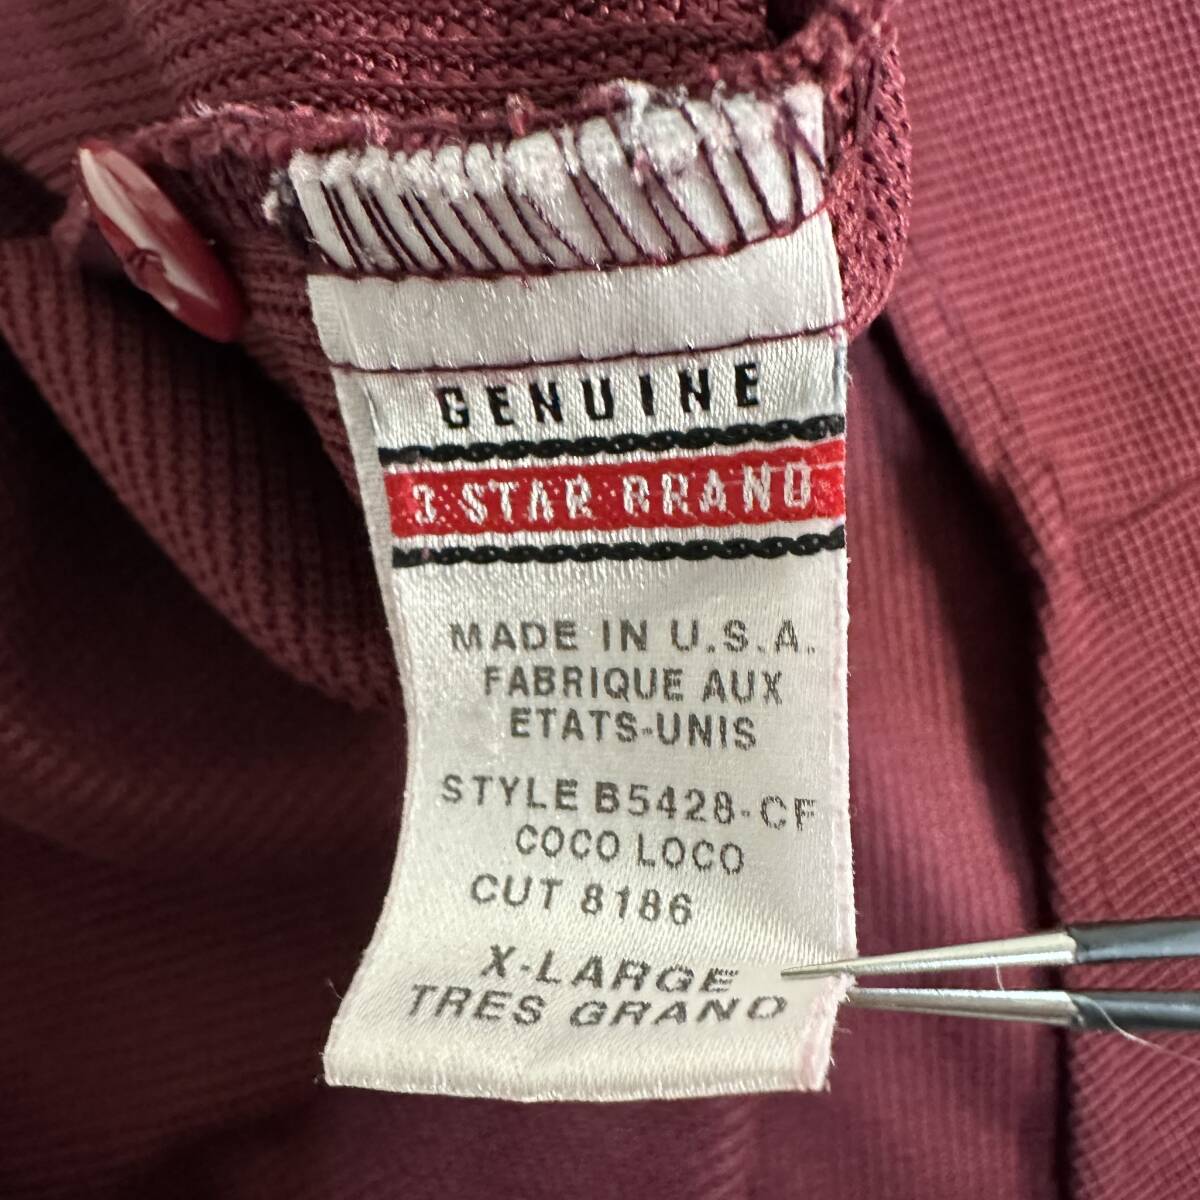 GENUINE
3 STAR BRAND
MADE IN U.S.A.
FABRIQUE AUX
ETATS-UNIS
STYLE B5428-CF
COCO LOCO
CUT 8186
X-LARGE
TRES GRAND